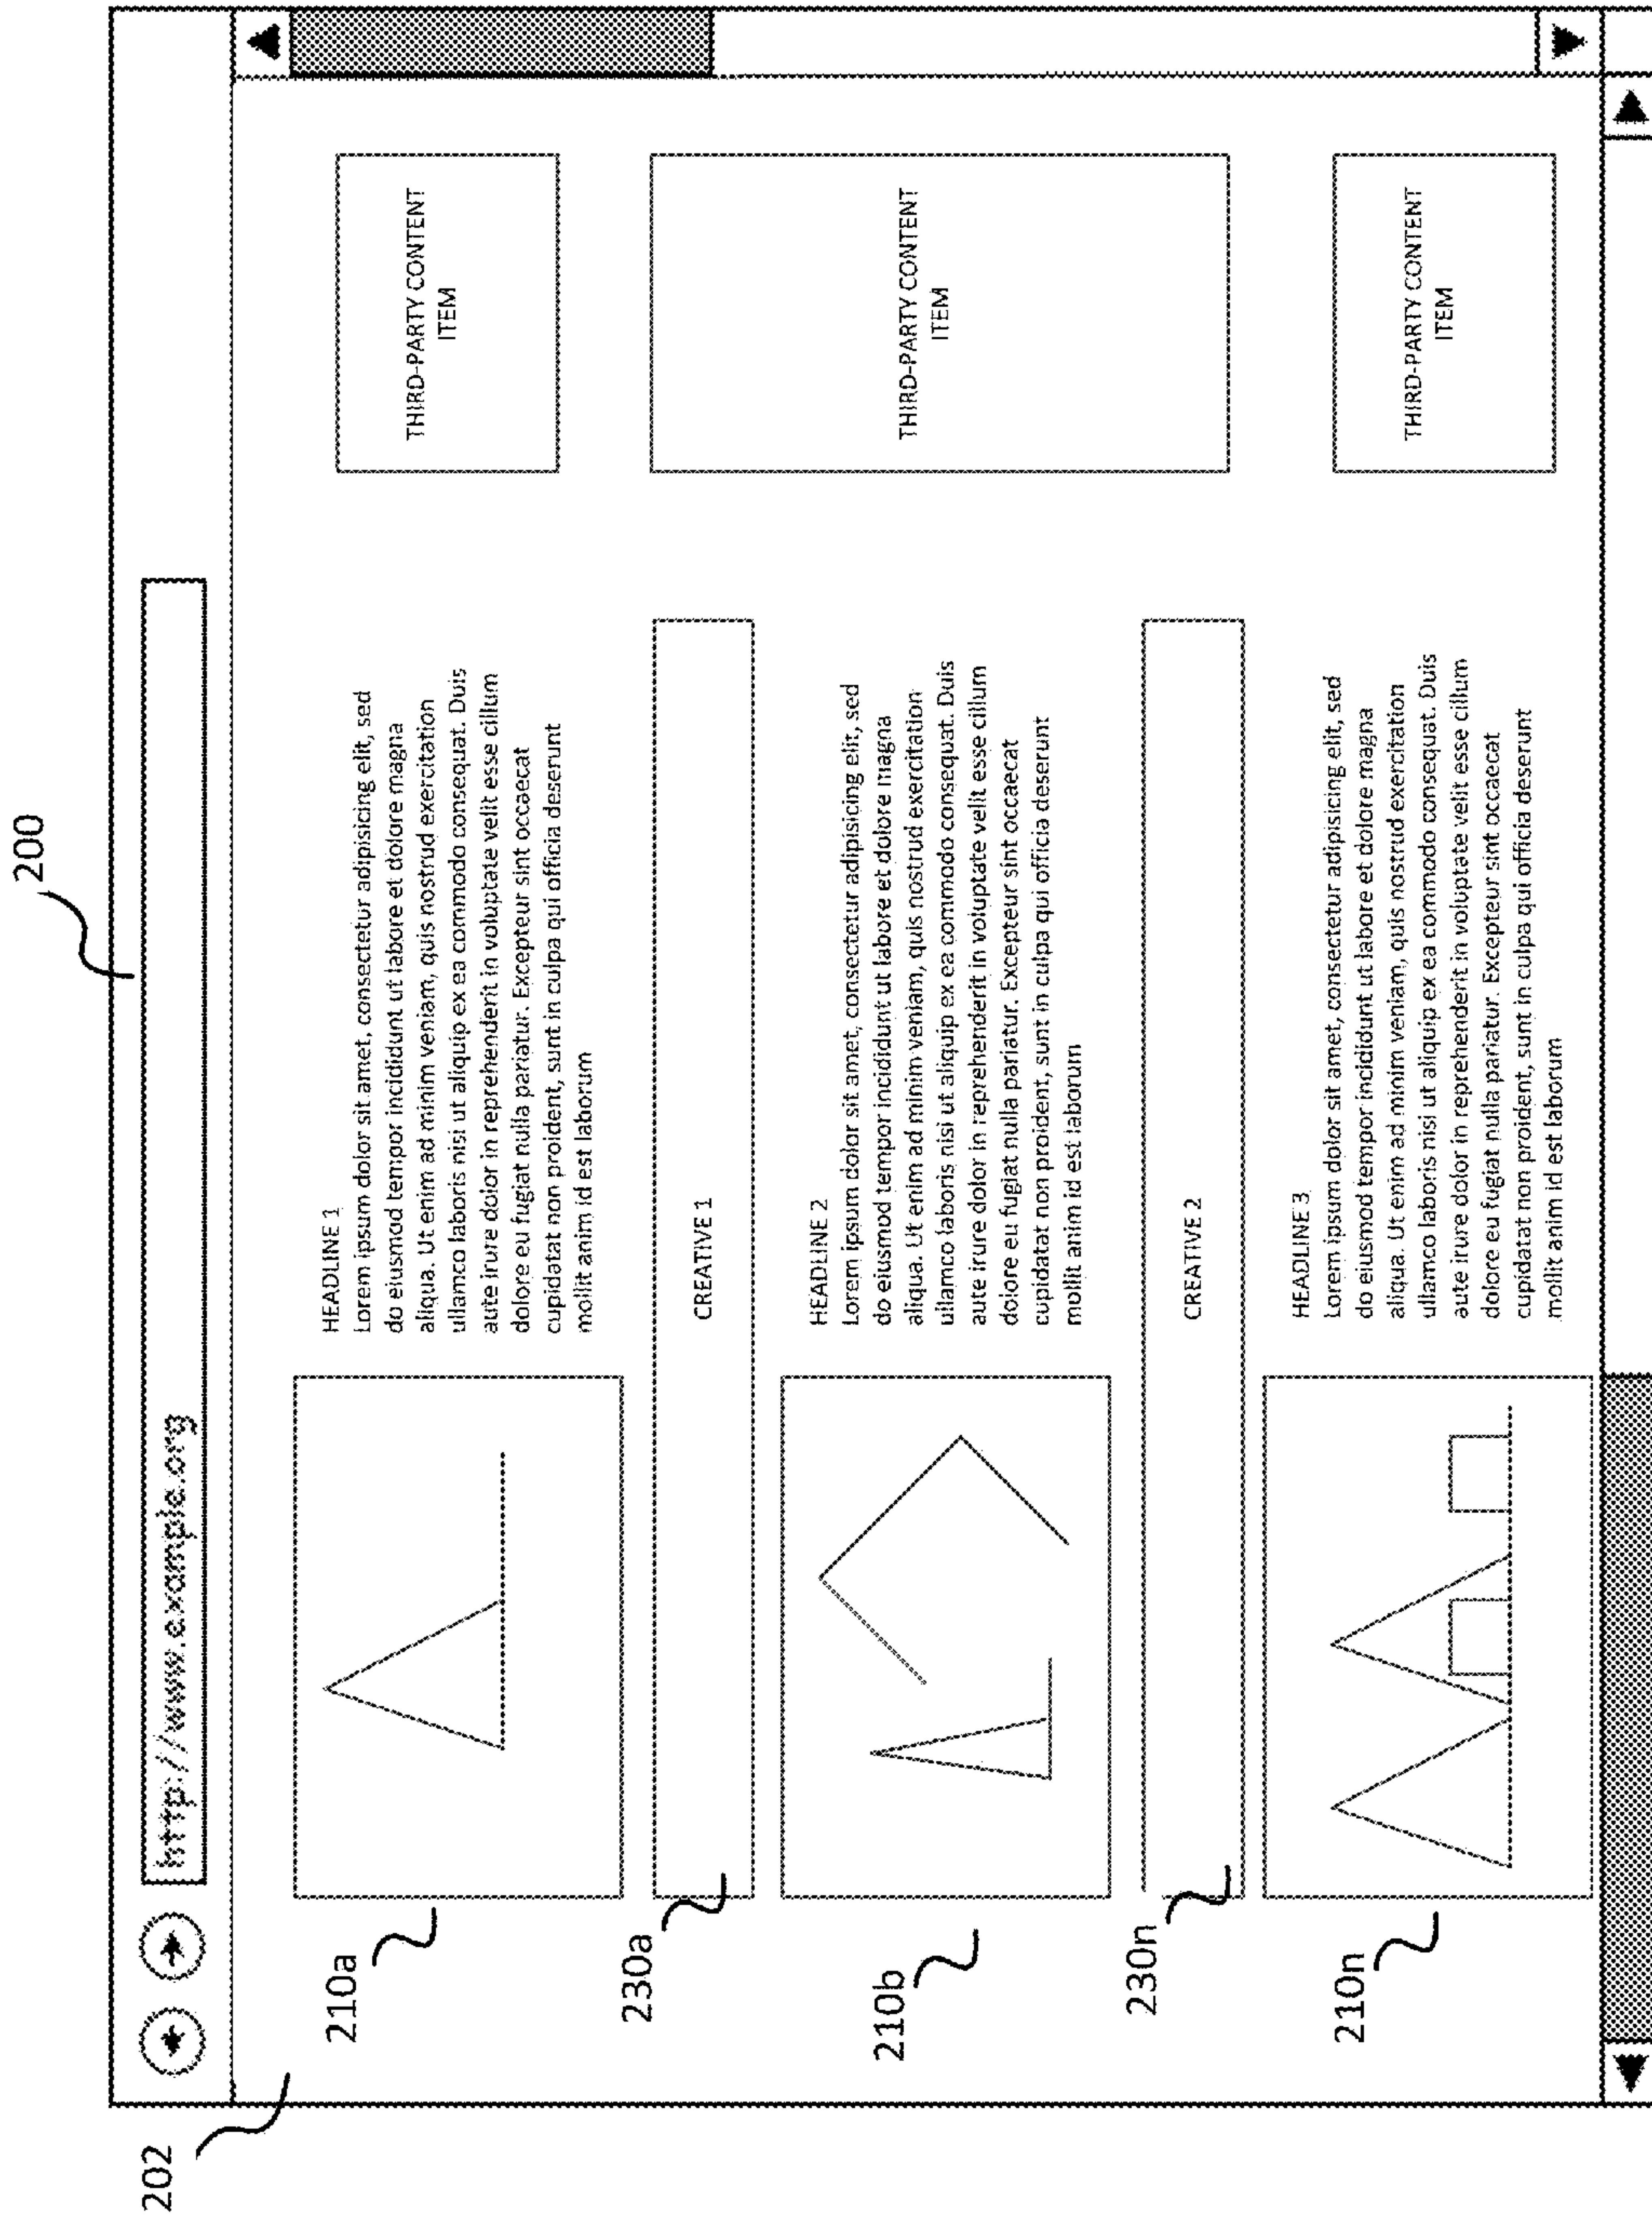 200
202
http://www.example.org
210a
HEADLINE 1
Lorem ipsum dolor sit amet, consectetur adipisicing elit, sed
do eiusmod tempor incididunt ut labore et dolore magna
aliqua. Ut enim ad minim veniam, quis nostrud exercitation
ullamco laboris nisi ut aliquip ex ea commodo consequat. Duis
aute irure dolor in reprehenderit in voluptate velit esse cillum
dolore eu fugiat nulla pariatur. Excepteur sint occaecat
cupidatat non proident, sunt in culpa qui officia deserunt
mollit anim id est laborum
THIRD-PARTY CONTENT
ITEM
230a
CREATIVE 1
210b
HEADLINE 2
Lorem ipsum dolor sit amet, consectetur adipisicing elit, sed
do eiusmod tempor incididunt ut labore et dolore magna
aliqua. Ut enim ad minim veniam, quis nostrud exercitation
ullamco laboris nisi ut aliquip ex ea commodo consequat. Duis
aute irure dolor in reprehenderit in voluptate velit esse cillum
dolore eu fugiat nulla pariatur. Excepteur sint occaecat
cupidatat non proident, sunt in culpa qui officia deserunt
mollit anim id est laborum
THIRD-PARTY CONTENT
ITEM
230n
CREATIVE 2
210n
HEADLINE 3
Lorem ipsum dolor sit amet, consectetur adipisicing elit, sed
do eiusmod tempor incididunt ut labore et dolore magna
aliqua. Ut enim ad minim veniam, quis nostrud exercitation
ullamco laboris nisi ut aliquip ex ea commodo consequat. Duis
aute irure dolor in reprehenderit in voluptate velit esse cillum
dolore eu fugiat nulla pariatur. Excepteur sint occaecat
cupidatat non proident, sunt in culpa qui officia deserunt
mollit anim id est laborum
THIRD-PARTY CONTENT
ITEM